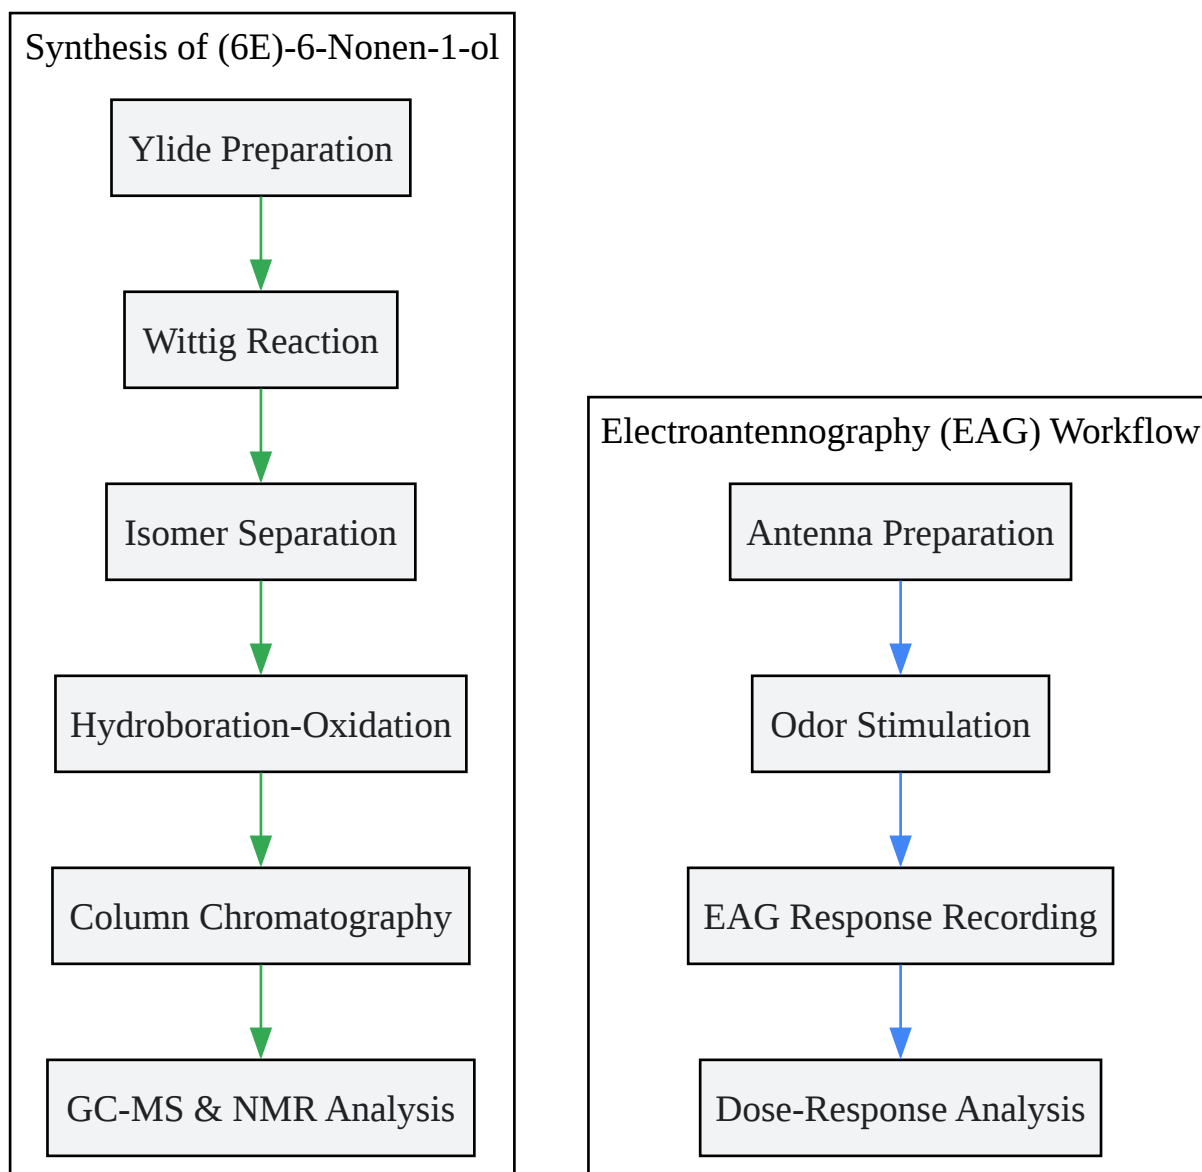 Synthesis of (6E)-6-Nonen-1-ol
Ylide Preparation
Wittig Reaction
Isomer Separation
Hydroboration-Oxidation
Column Chromatography
GC-MS & NMR Analysis
Electroantennography (EAG) Workflow
Antenna Preparation
Odor Stimulation
EAG Response Recording
Dose-Response Analysis